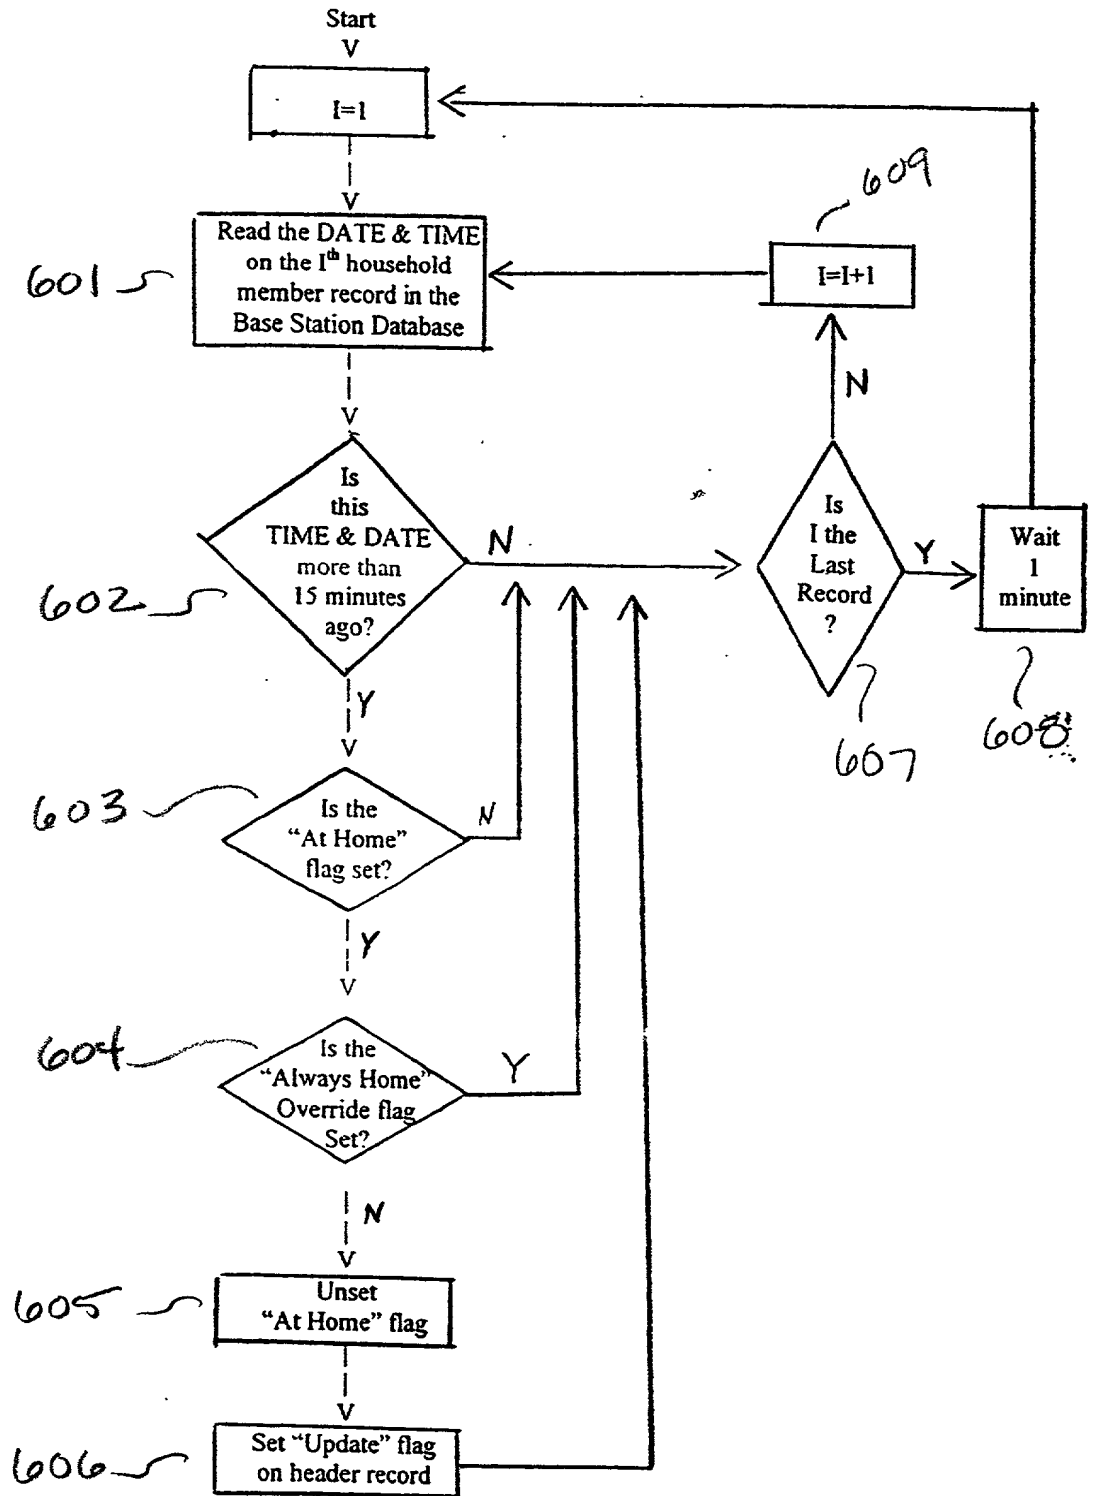 Start
V
I=1
V
609
Read the DATE & TIME
on the Iᵗʰ household
member record in the
Base Station Database
601
I=I+1
V
N
Is
this
TIME & DATE
more than
15 minutes
ago?
N
602
Is
I the
Last
Record
?
Y
Wait
1
minute
Y
V
607
608
603
Is the
“At Home”
flag set?
N
Y
V
604
Is the
“Always Home”
Override flag
Set?
Y
N
V
605
Unset
“At Home” flag
V
606
Set “Update” flag
on header record